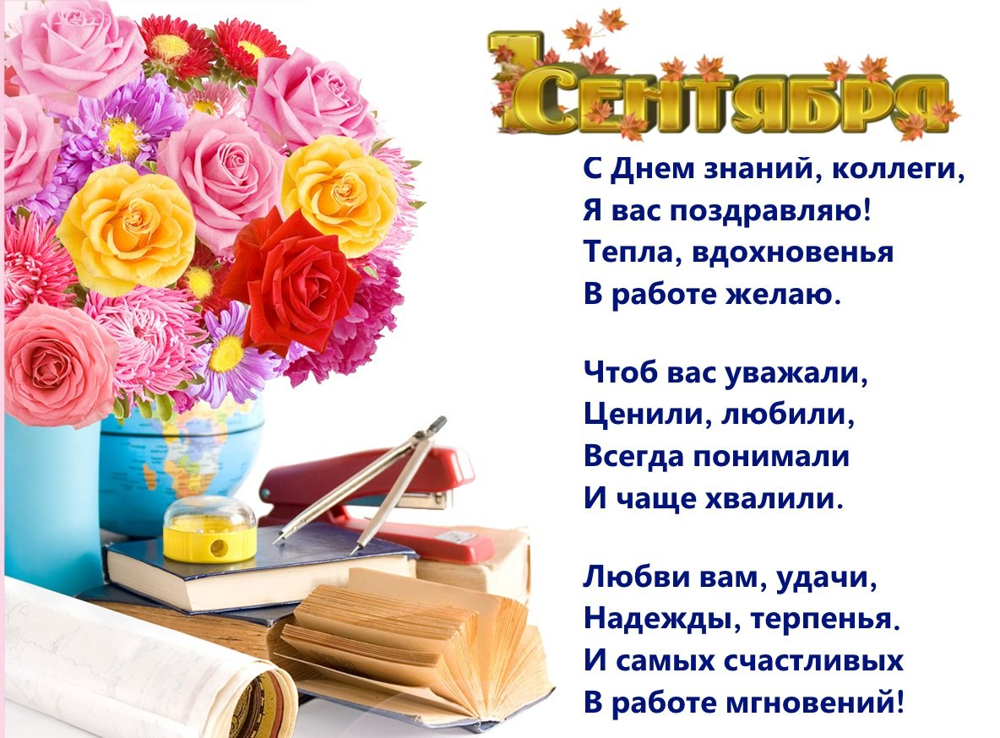 1 Сентября
С Днем знаний, коллеги,
Я вас поздравляю!
Тепла, вдохновенья
В работе желаю.
Чтоб вас уважали,
Ценили, любили,
Всегда понимали
И чаще хвалили.
Любви вам, удачи,
Надежды, терпенья.
И самых счастливых
В работе мгновений!